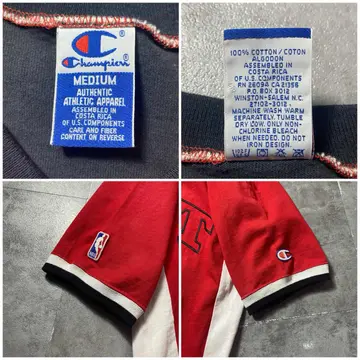 Champion
MEDIUM
AUTHENTIC
ATHLETIC APPAREL
ASSEMBLED IN
COSTA RICA
OF U.S. COMPONENTS
CARE AND FIBER
CONTENT ON REVERSE
100% COTTON/COTON
ALGODON
ASSEMBLED IN
COSTA RICA
OF U.S. COMPONENTS
RN 26094 CA 21356
P.O. BOX 3012
WINSTON-SALEM N.C.
27102-3012
MACHINE WASH WARM
SEPARATELY. TUMBLE
DRY LOW. ONLY NON-
CHLORINE BLEACH
WHEN NEEDED. DO NOT
IRON DESIGN.
NBA
T